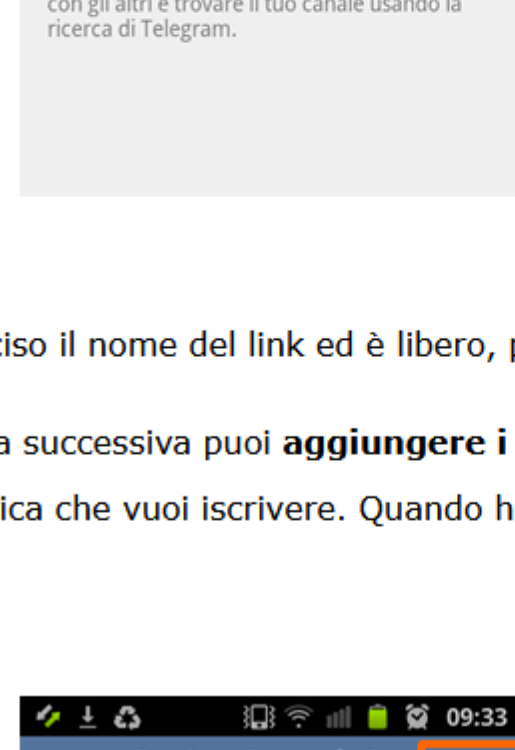 con gli altri e trovare il tuo canale usando la
ricerca di Telegram.
ciso il nome del link ed è libero, p
a successiva puoi aggiungere i
ica che vuoi iscrivere. Quando h
09:33